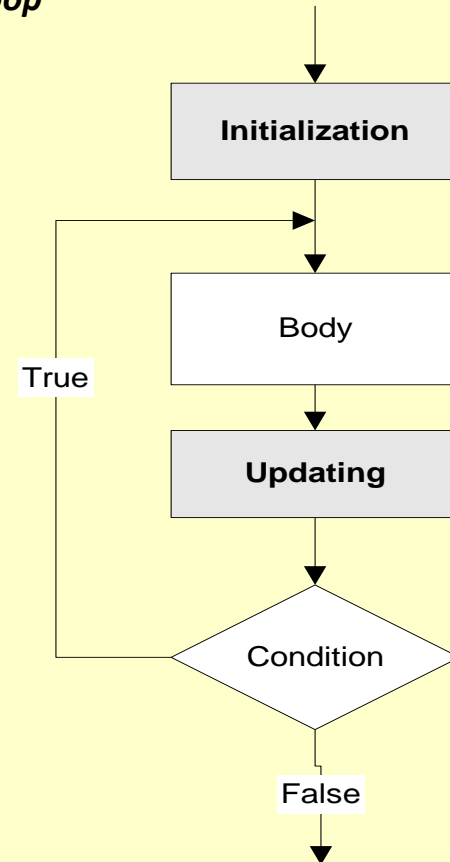 Initialization
Body
True
Updating
Condition
False